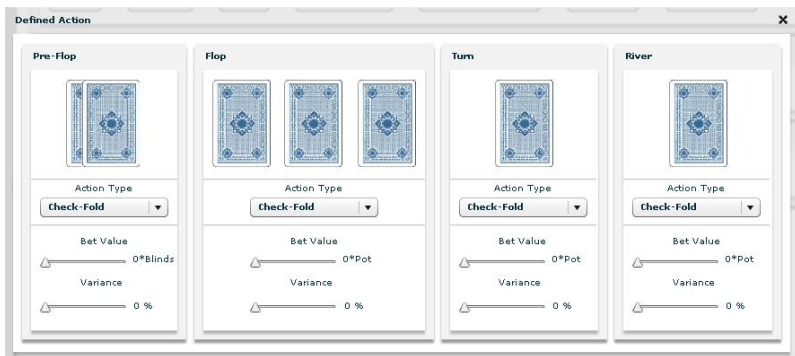 Defined Action
Pre-Flop
Action Type
Check-Fold
Bet Value
0*Blinds
Variance
0 %
Flop
Action Type
Check-Fold
Bet Value
0*Pot
Variance
0 %
Turn
Action Type
Check-Fold
Bet Value
0*Pot
Variance
0 %
River
Action Type
Check-Fold
Bet Value
0*Pot
Variance
0 %